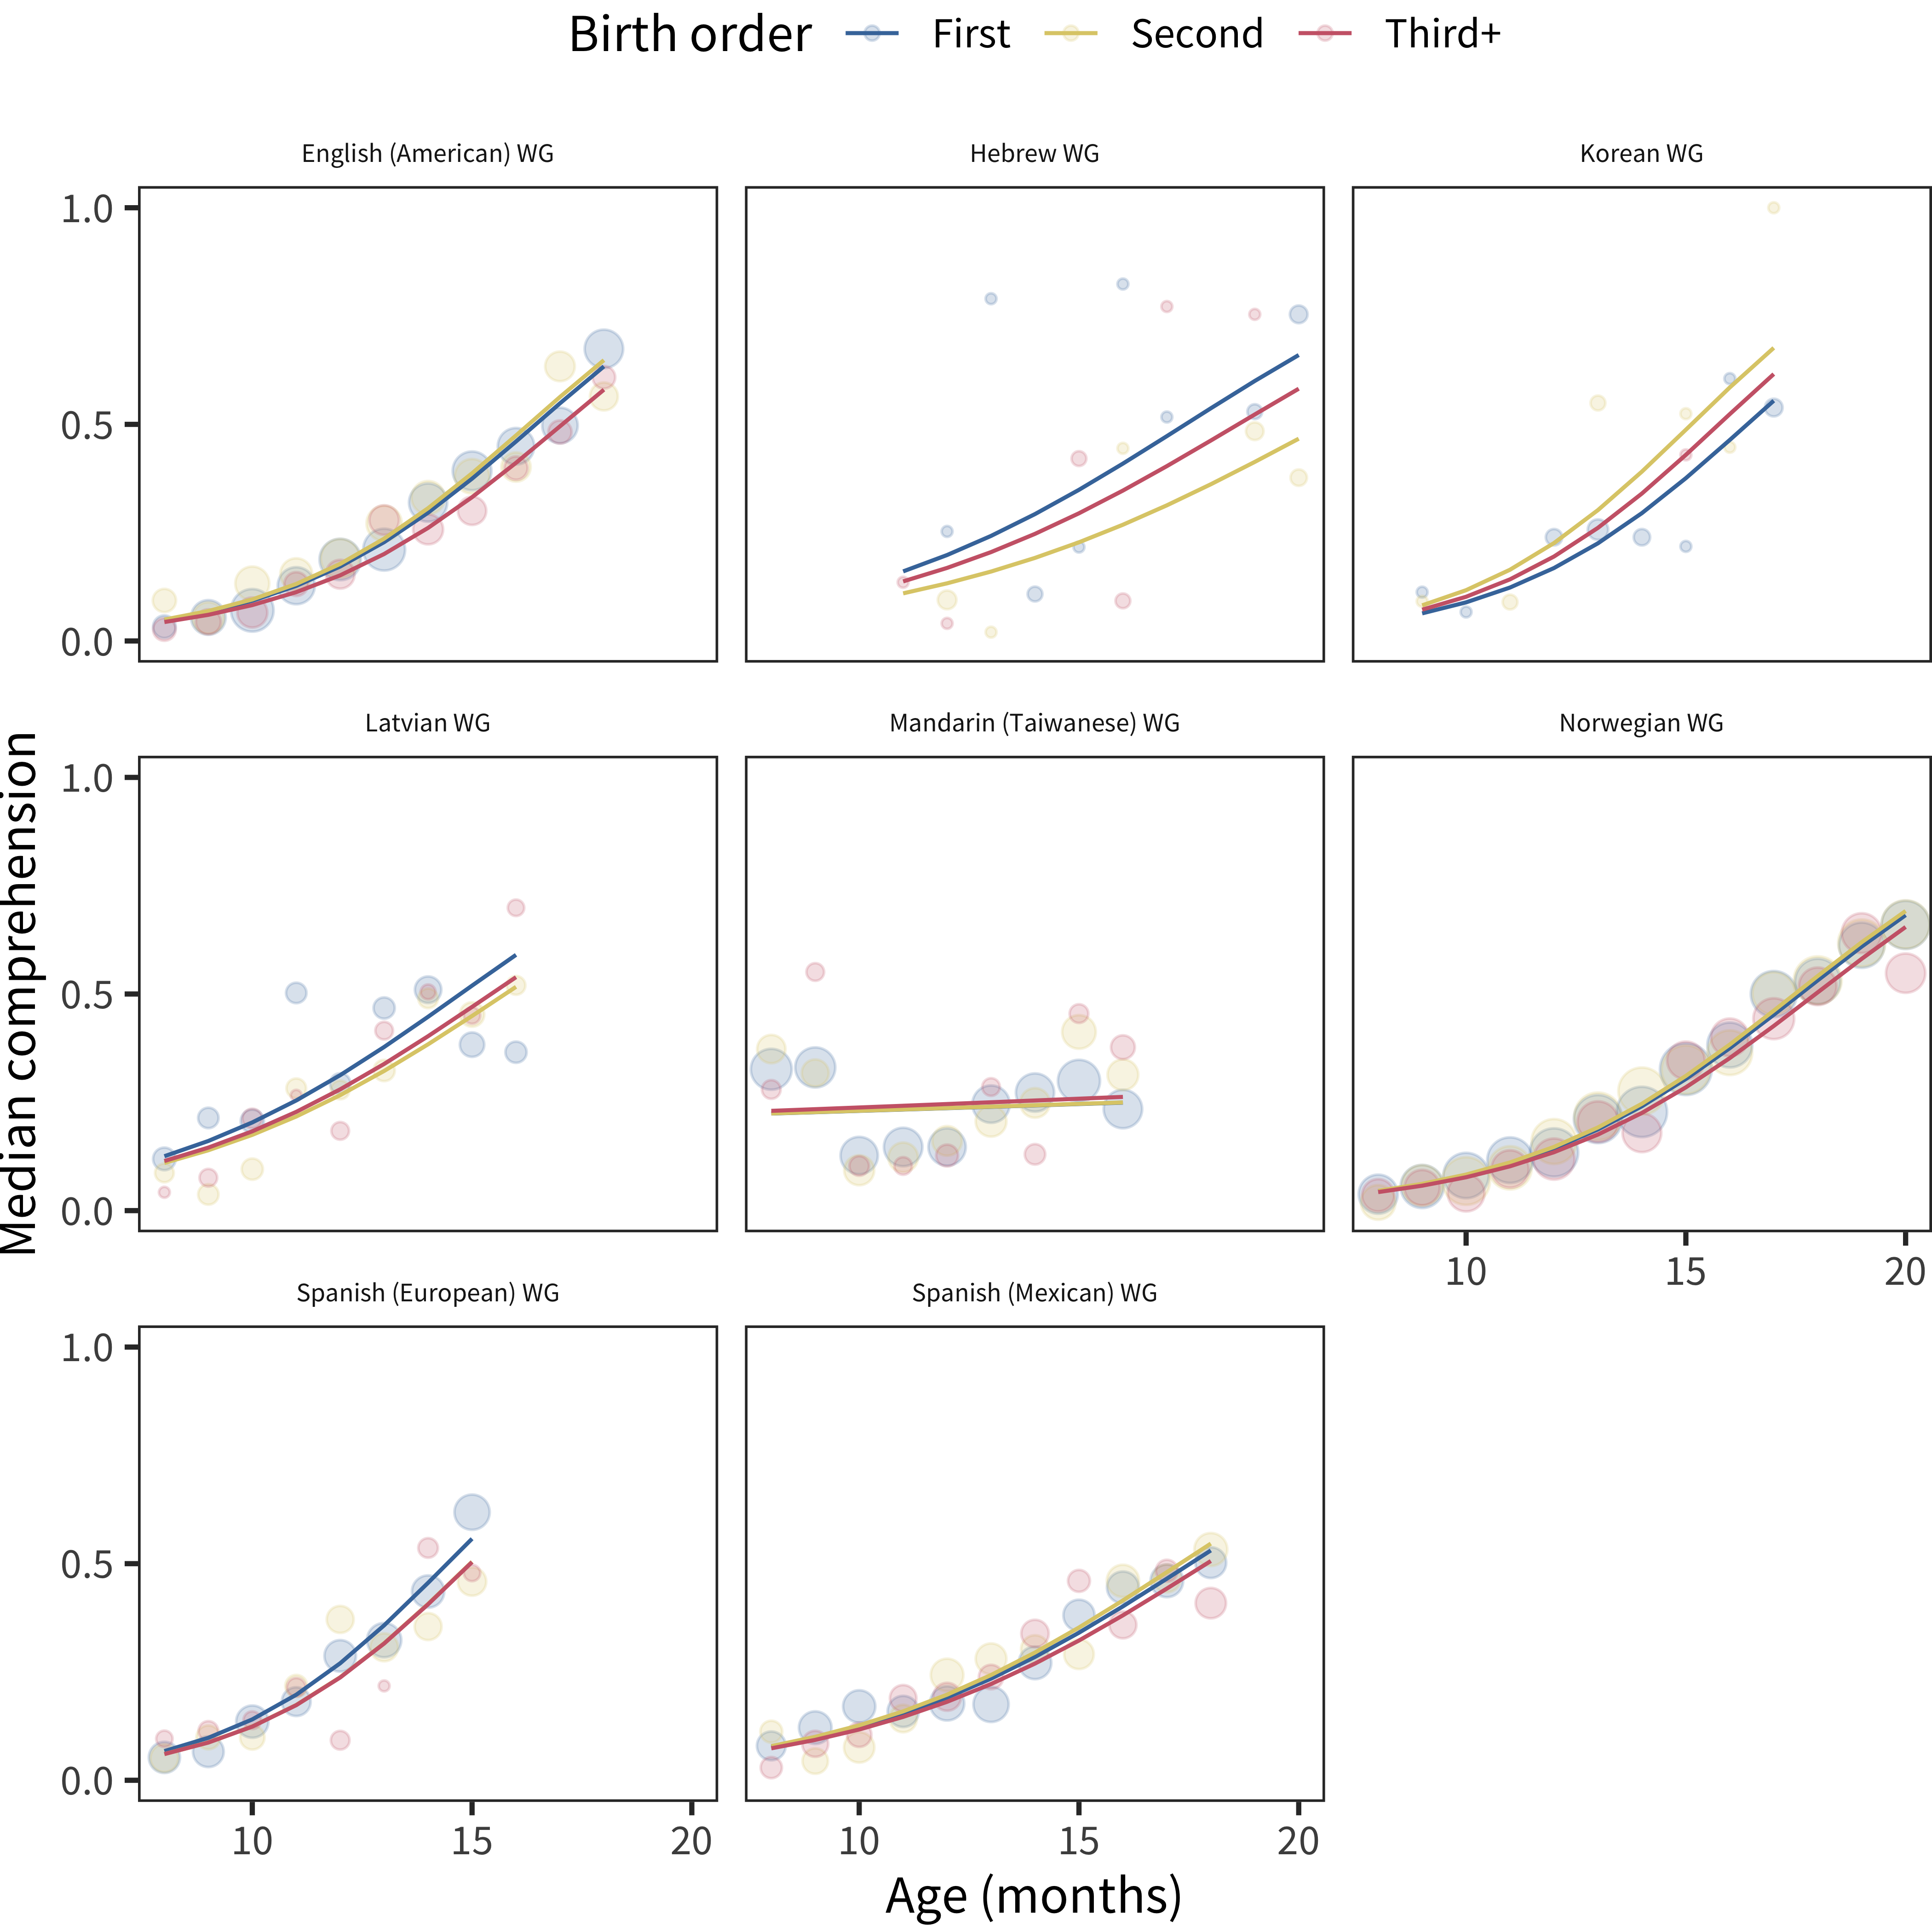 Birth order First Second Third+
English (American) WG Hebrew WG Korean WG
1.0
0.5
0.0
Latvian WG Mandarin (Taiwanese) WG Norwegian WG
Median comprehension
1.0
0.5
0.0
10 15 20
Spanish (European) WG Spanish (Mexican) WG
1.0
0.5
0.0
10 15 20 10 15 20
Age (months)